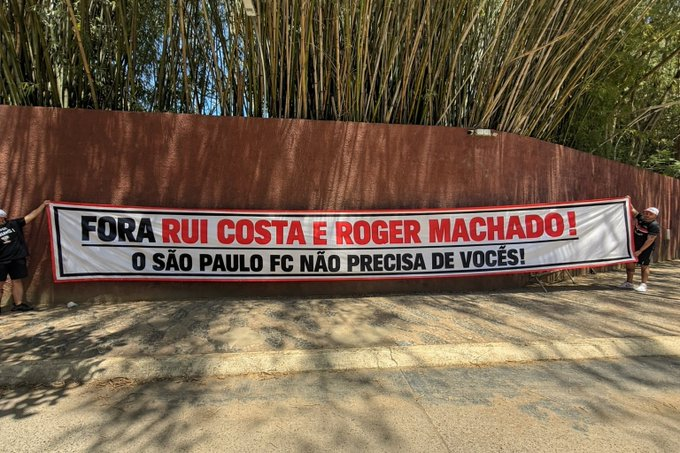 FORA RUI COSTA E ROGER MACHADO!
O SÃO PAULO FC NÃO PRECISA DE VOCÊS!